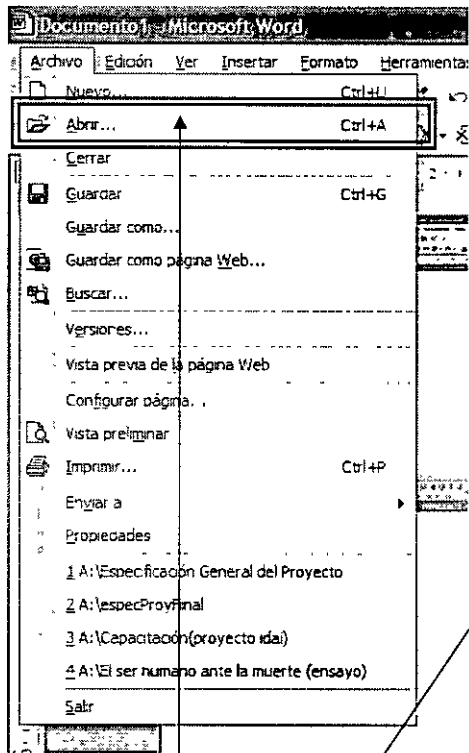 Documento1 - Microsoft Word
Archivo Edición Ver Insertar Formato Herramientas
Nuevo... Ctrl+U
Abrir... Ctrl+A
Cerrar
Guardar Ctrl+G
Guardar como...
Guardar como página Web...
Buscar...
Versiones...
Vista previa de la página Web
Configurar página...
Vista preliminar
Imprimir... Ctrl+P
Enviar a
Propiedades
1 A:\Especificación General del Proyecto
2 A:\especProyFinal
3 A:\Capacitación(proyecto idai)
4 A:\El ser humano ante la muerte (ensayo)
Salir